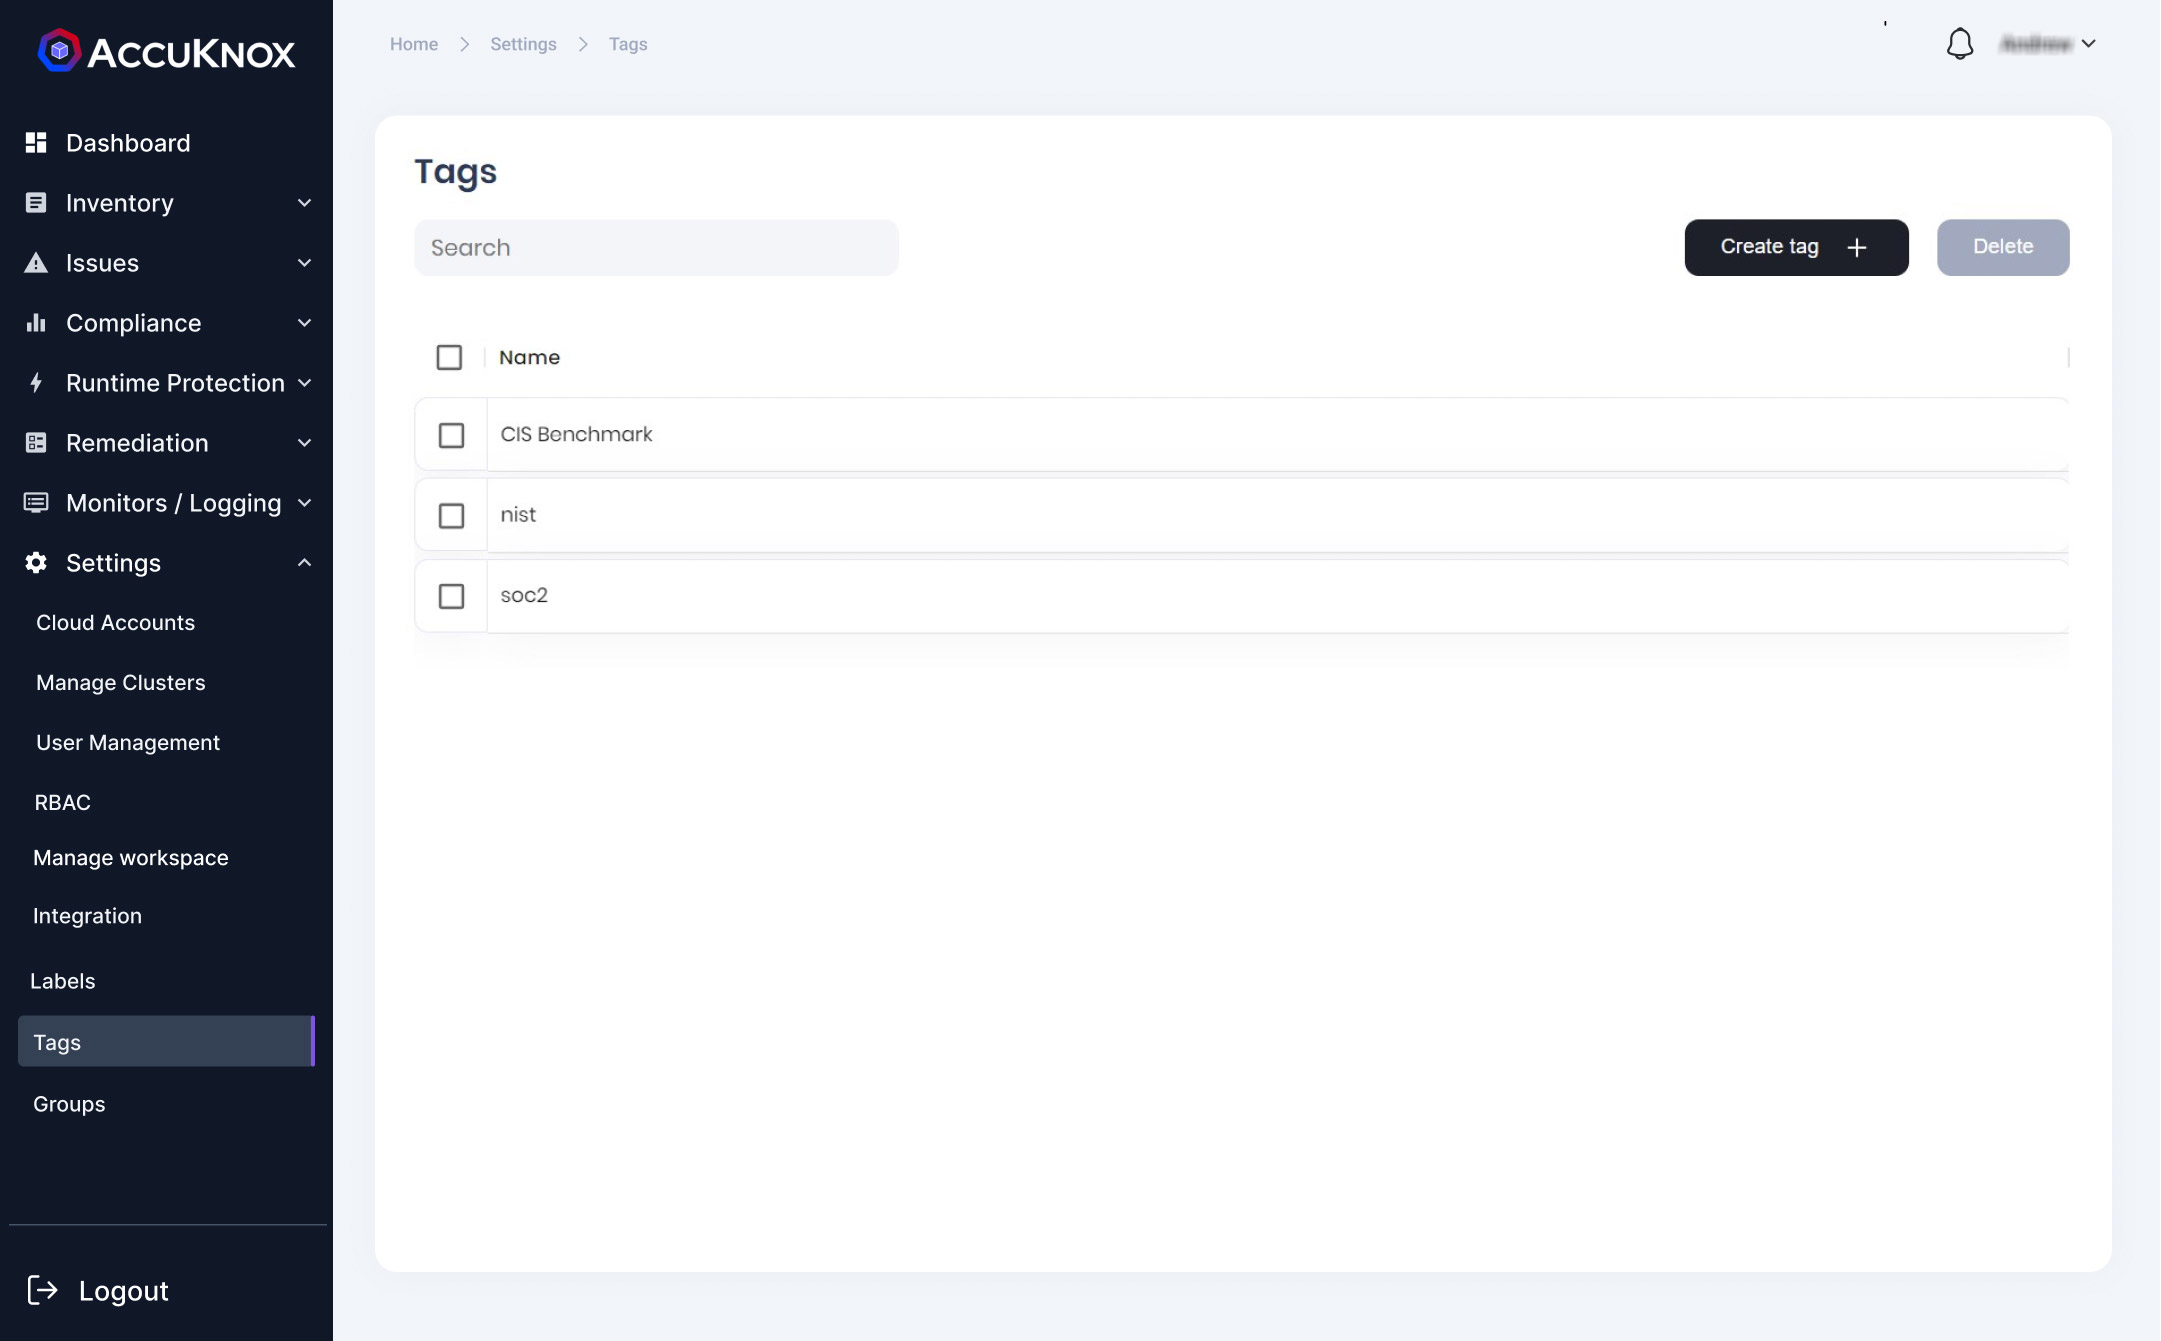 ACCUKNOX
Dashboard
Inventory
Issues
Compliance
Runtime Protection
Remediation
Monitors / Logging
Settings
Cloud Accounts
Manage Clusters
User Management
RBAC
Manage workspace
Integration
Labels
Tags
Groups
Logout
Home > Settings > Tags
Tags
Search
Create tag +
Delete
Name
CIS Benchmark
nist
soc2